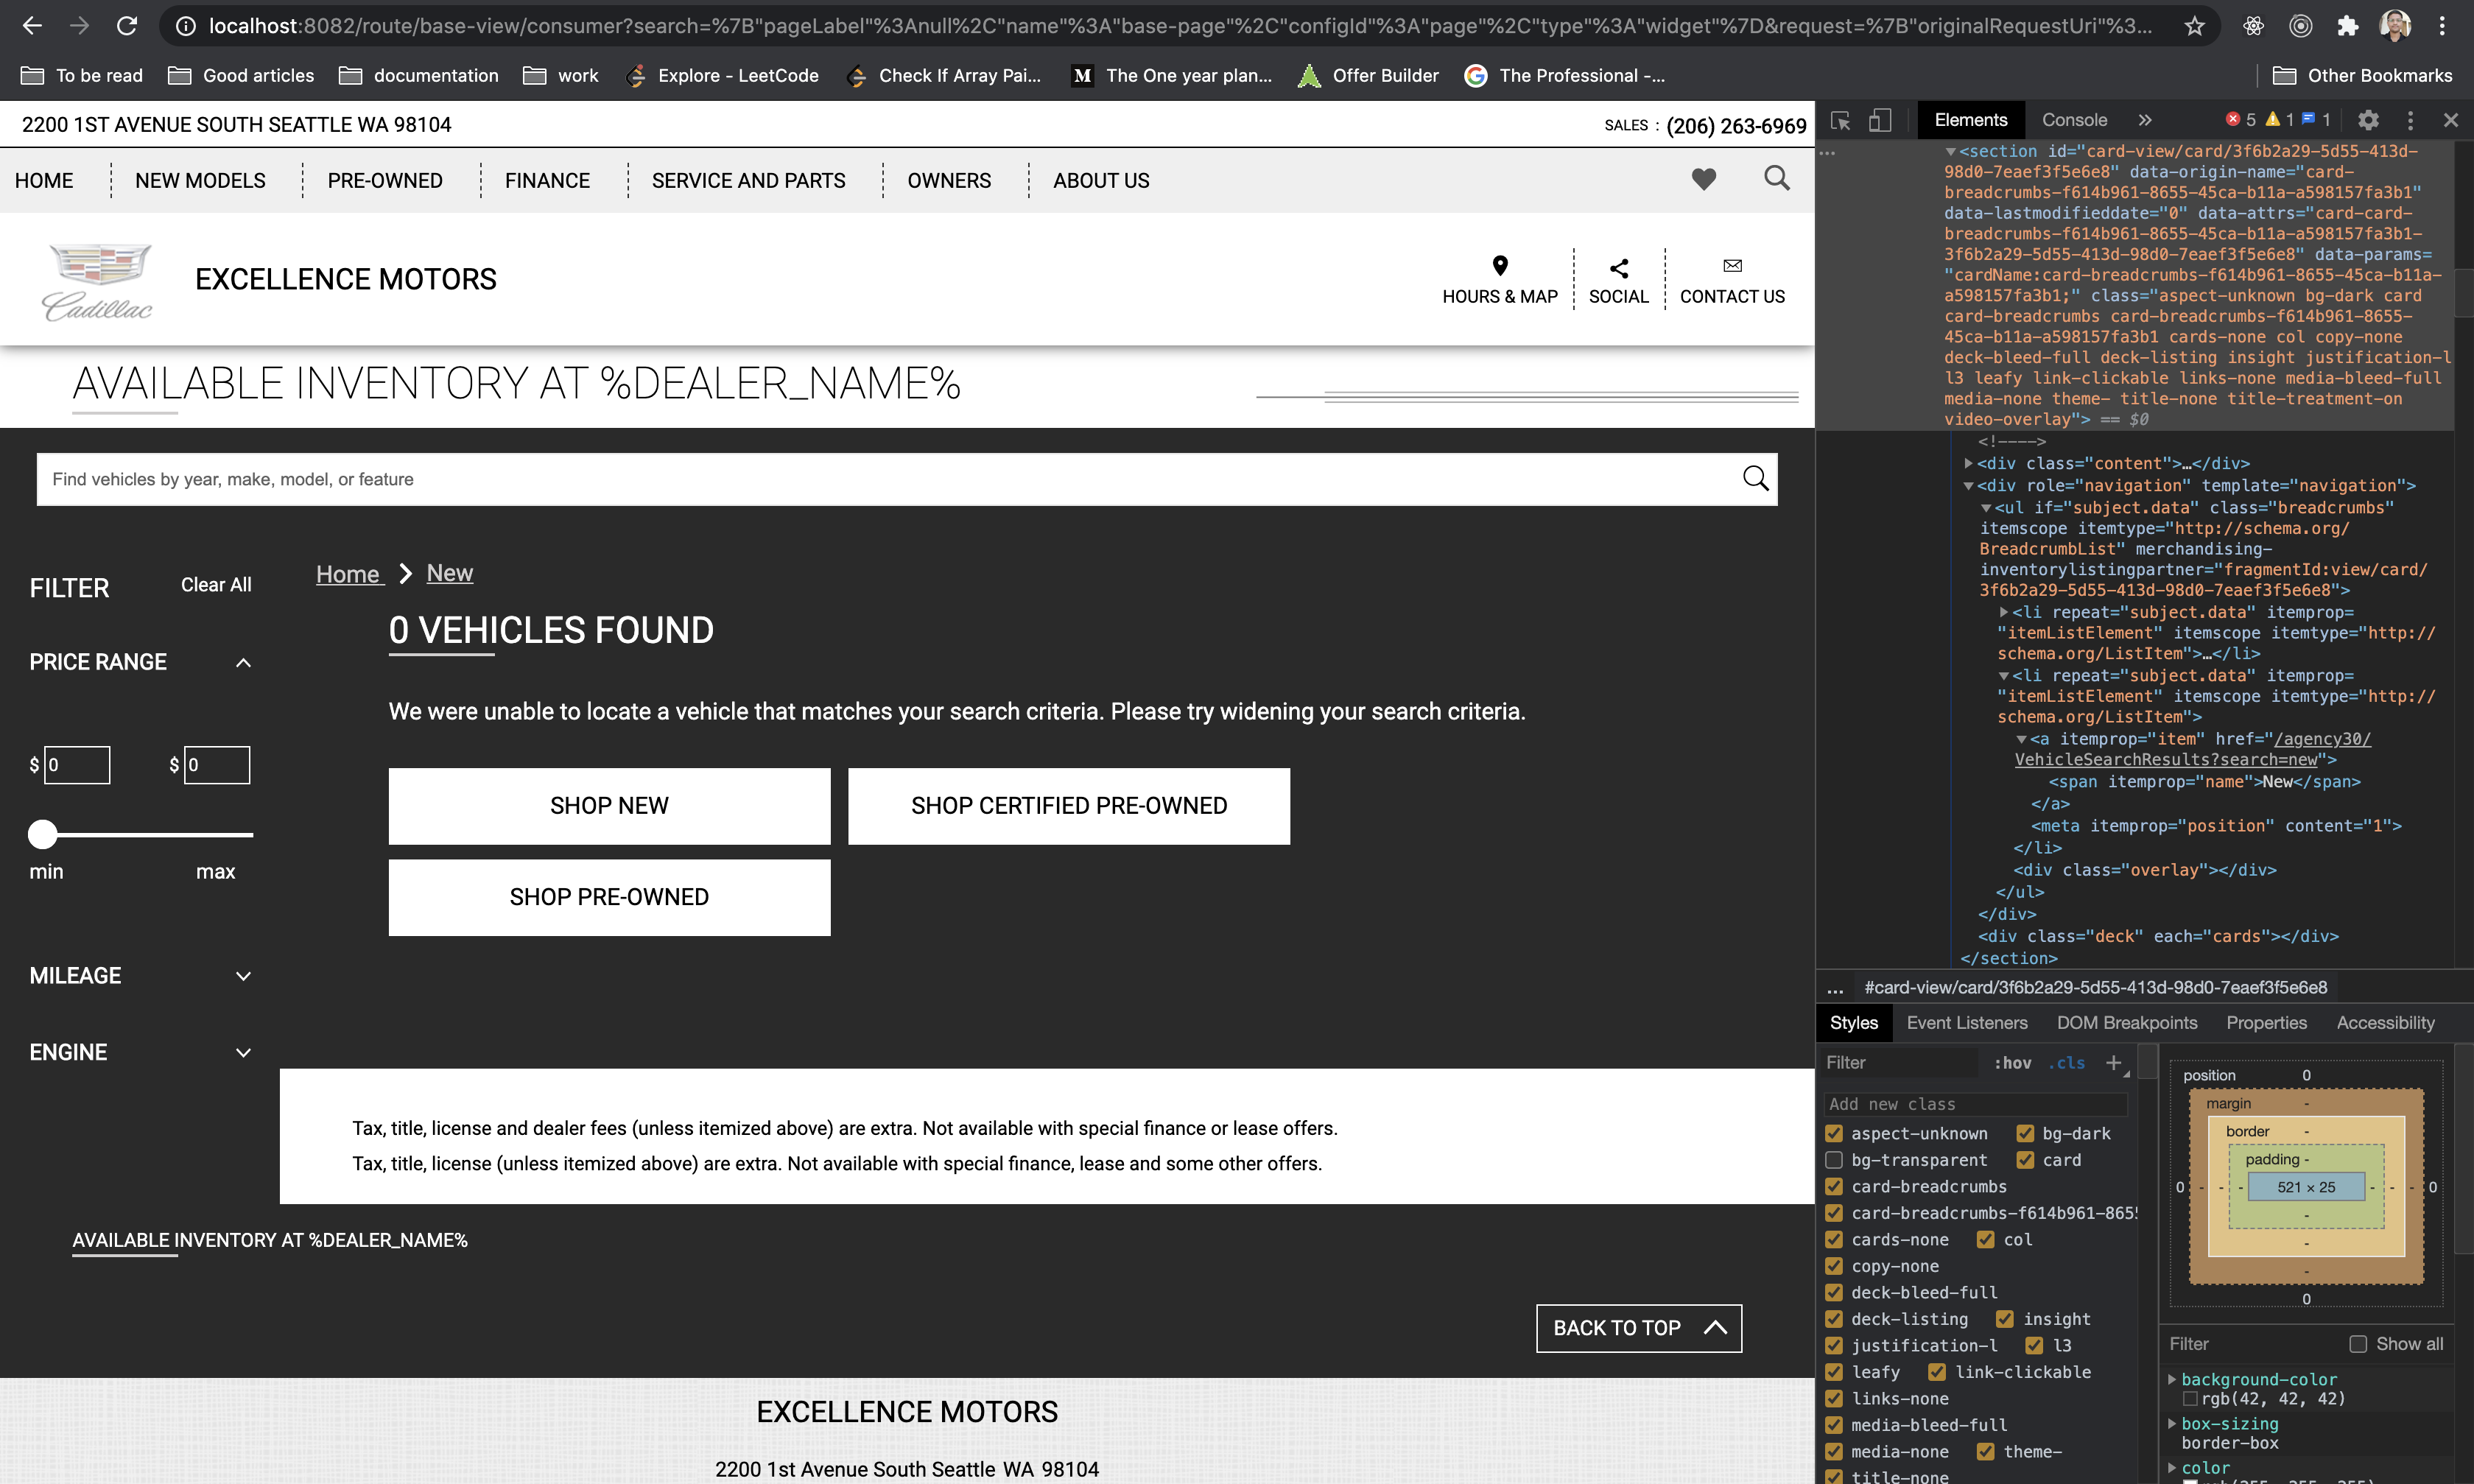 localhost:8082/route/base-view/consumer?search=%7B"pageLabel"%3Anull%2C"name"%3A"base-page"%2C"configId"%3A"page"%2C"type"%3A"widget"%7D&request=%7B"originalRequestUri"%3...
To be read Good articles documentation work Explore - LeetCode Check If Array Pai... The One year plan... Offer Builder The Professional -... Other Bookmarks
2200 1ST AVENUE SOUTH SEATTLE WA 98104
SALES : (206) 263-6969
HOME NEW MODELS PRE-OWNED FINANCE SERVICE AND PARTS OWNERS ABOUT US
Cadillac
EXCELLENCE MOTORS
HOURS & MAP SOCIAL CONTACT US
AVAILABLE INVENTORY AT %DEALER_NAME%
Find vehicles by year, make, model, or feature
FILTER Clear All
PRICE RANGE
$ 0 $ 0
min max
MILEAGE
ENGINE
Home New
0 VEHICLES FOUND
We were unable to locate a vehicle that matches your search criteria. Please try widening your search criteria.
SHOP NEW SHOP CERTIFIED PRE-OWNED
SHOP PRE-OWNED
Tax, title, license and dealer fees (unless itemized above) are extra. Not available with special finance or lease offers.
Tax, title, license (unless itemized above) are extra. Not available with special finance, lease and some other offers.
AVAILABLE INVENTORY AT %DEALER_NAME%
BACK TO TOP
EXCELLENCE MOTORS
2200 1st Avenue South Seattle WA 98104
Elements Console » 5 1 1
... <section id="card-view/card/3f6b2a29-5d55-413d-
98d0-7eaef3f5e6e8" data-origin-name="card-
breadcrumbs-f614b961-8655-45ca-b11a-a598157fa3b1"
data-lastmodifieddate="0" data-attrs="card-card-
breadcrumbs-f614b961-8655-45ca-b11a-a598157fa3b1-
3f6b2a29-5d55-413d-98d0-7eaef3f5e6e8" data-params=
"cardName:card-breadcrumbs-f614b961-8655-45ca-b11a-
a598157fa3b1;" class="aspect-unknown bg-dark card
card-breadcrumbs card-breadcrumbs-f614b961-8655-
45ca-b11a-a598157fa3b1 cards-none col copy-none
deck-bleed-full deck-listing insight justification-l
l3 leafy link-clickable links-none media-bleed-full
media-none theme- title-none title-treatment-on
video-overlay"> == $0
<!---->
<div class="content">…</div>
<div role="navigation" template="navigation">
<ul if="subject.data" class="breadcrumbs"
itemscope itemtype="http://schema.org/
BreadcrumbList" merchandising-
inventorylistingpartner="fragmentId:view/card/
3f6b2a29-5d55-413d-98d0-7eaef3f5e6e8">
<li repeat="subject.data" itemprop=
"itemListElement" itemscope itemtype="http://
schema.org/ListItem">…</li>
<li repeat="subject.data" itemprop=
"itemListElement" itemscope itemtype="http://
schema.org/ListItem">
<a itemprop="item" href="/agency30/
VehicleSearchResults?search=new">
<span itemprop="name">New</span>
</a>
<meta itemprop="position" content="1">
</li>
<div class="overlay"></div>
</ul>
</div>
<div class="deck" each="cards"></div>
</section>
... #card-view/card/3f6b2a29-5d55-413d-98d0-7eaef3f5e6e8
Styles Event Listeners DOM Breakpoints Properties Accessibility
Filter :hov .cls +
Add new class
aspect-unknown bg-dark
bg-transparent card
card-breadcrumbs
card-breadcrumbs-f614b961-865
cards-none col
copy-none
deck-bleed-full
deck-listing insight
justification-l l3
leafy link-clickable
links-none
media-bleed-full
media-none theme-
title-none
position 0
margin -
border -
padding -
0 - - - 521 × 25 - - - 0
-
-
-
0
Filter Show all
background-color
rgb(42, 42, 42)
box-sizing
border-box
color